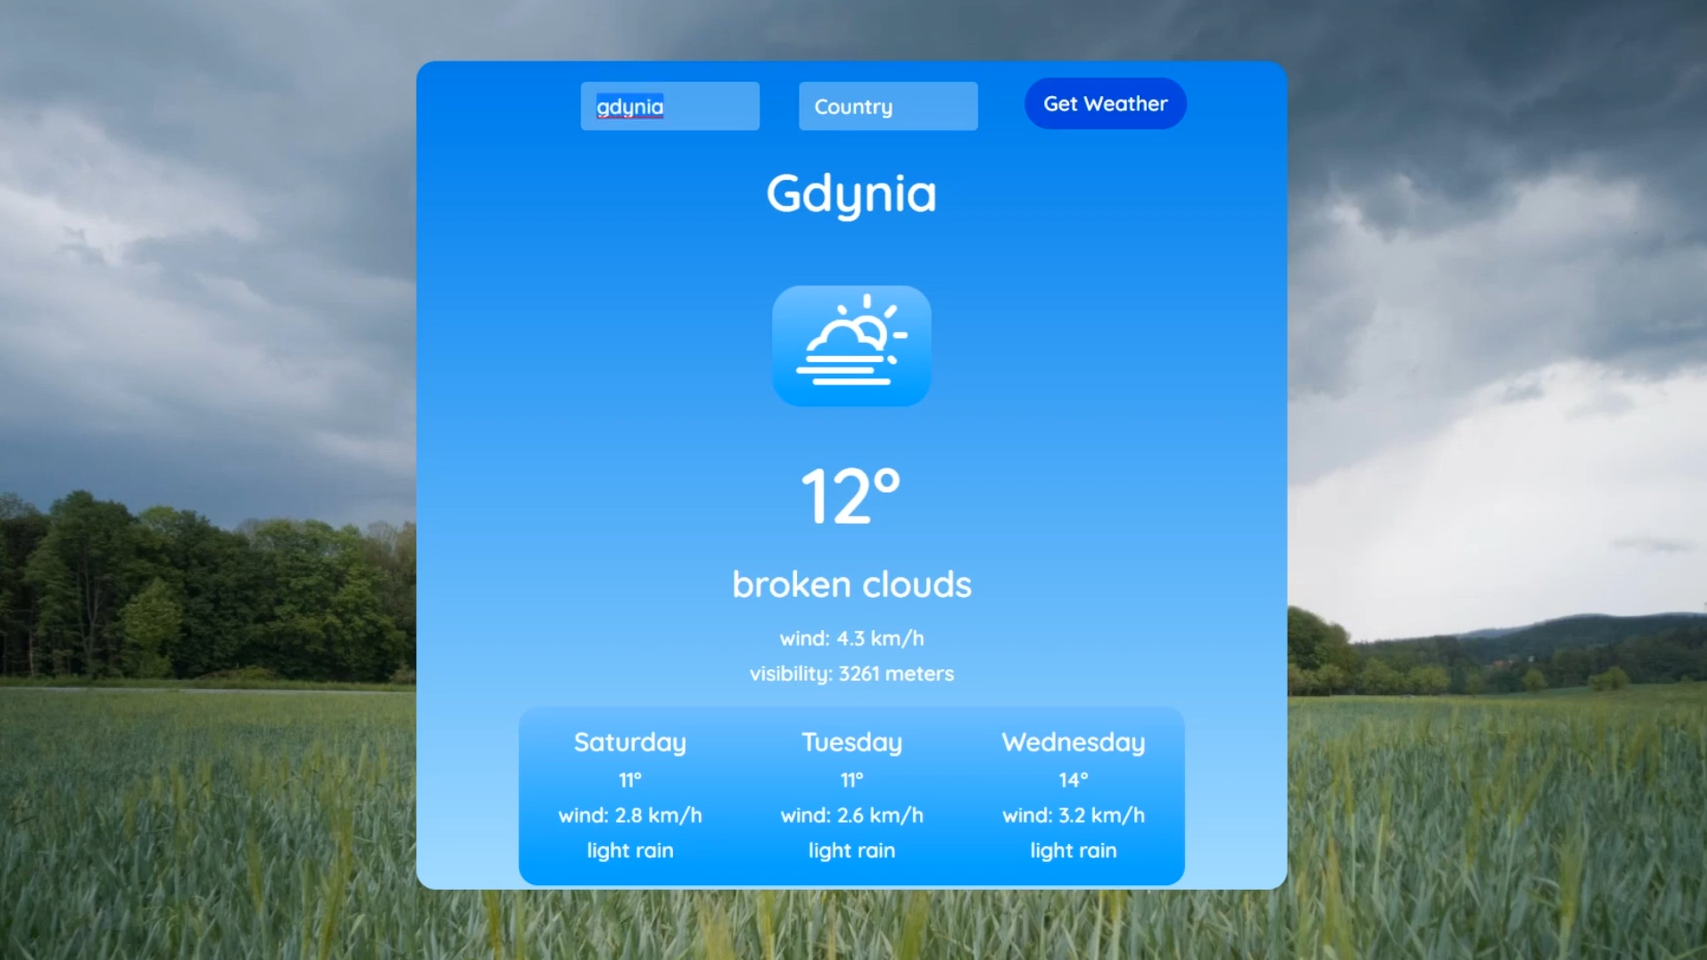 gdynia
Country
Get Weather
Gdynia
12°
broken clouds
wind: 4.3 km/h
visibility: 3261 meters
Saturday
11°
wind: 2.8 km/h
light rain
Tuesday
11°
wind: 2.6 km/h
light rain
Wednesday
14°
wind: 3.2 km/h
light rain